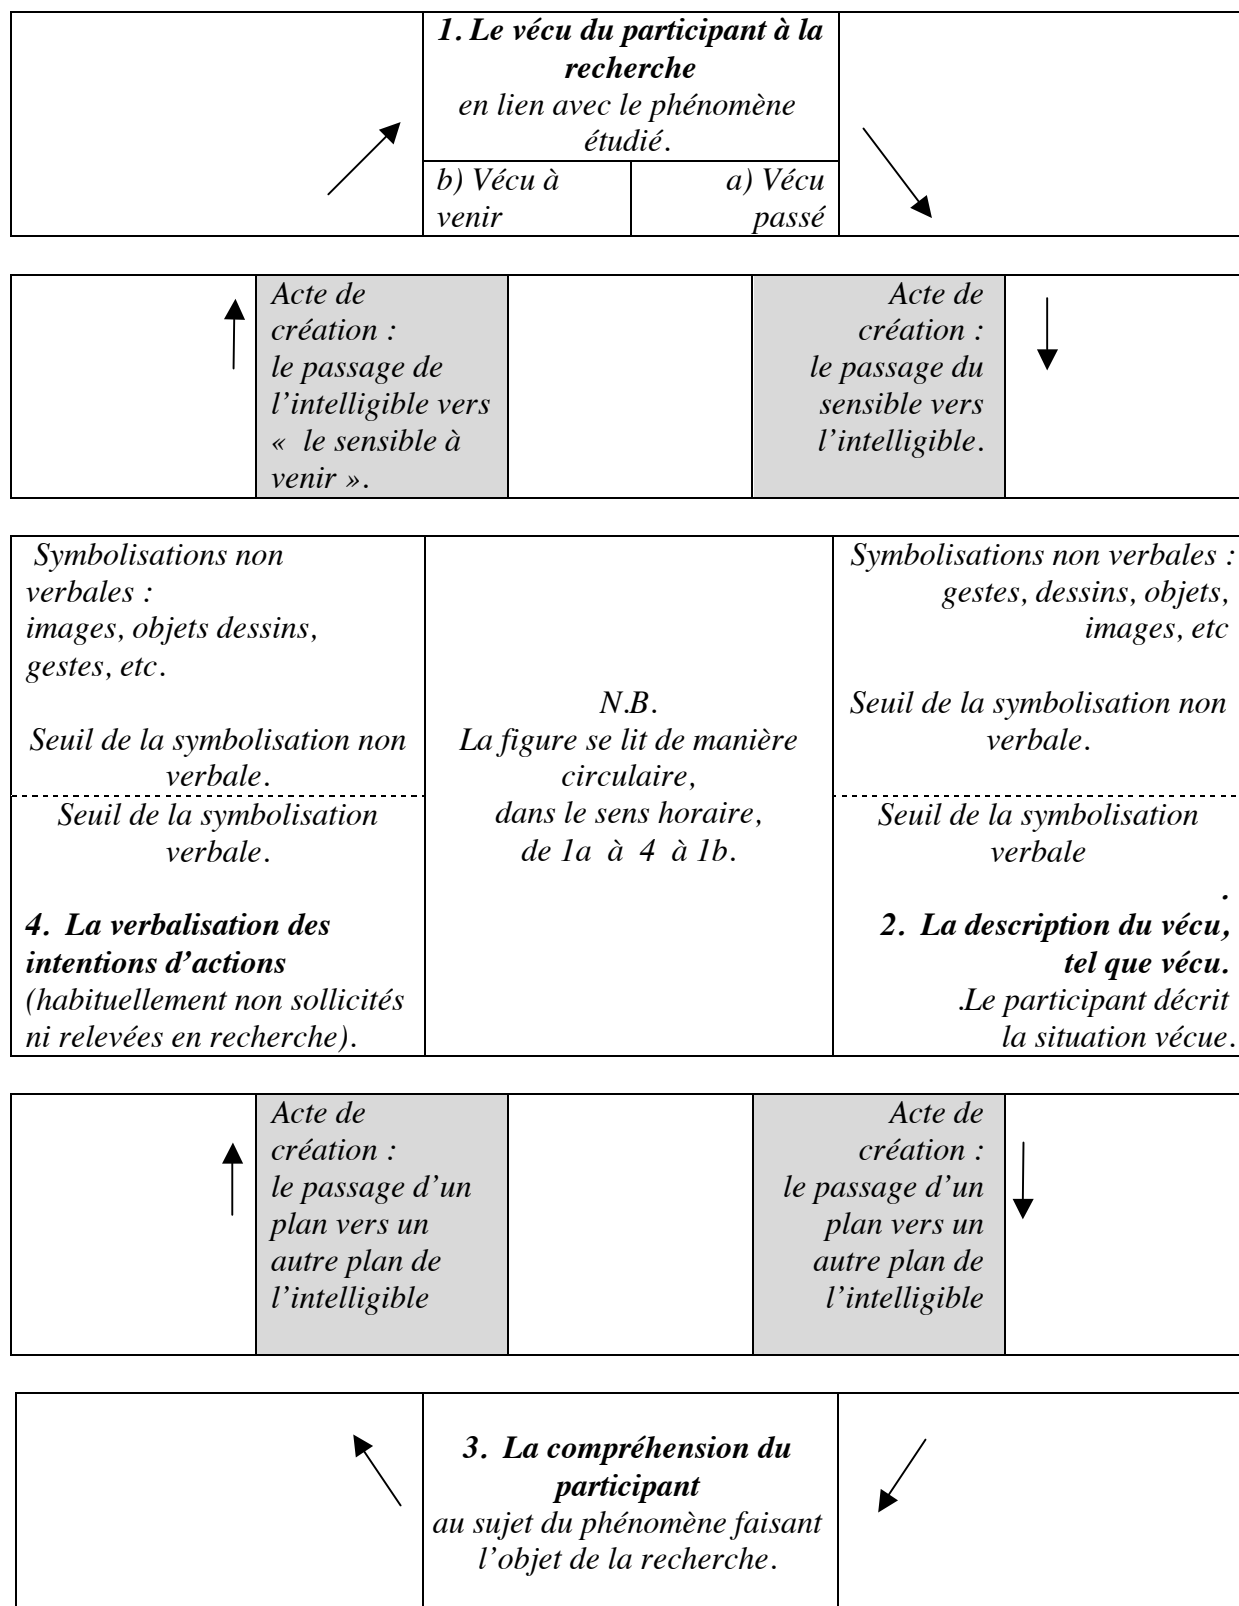 1. Le vécu du participant à la
recherche
en lien avec le phénomène
étudié.
b) Vécu à
venir
a) Vécu
passé
Acte de
création :
le passage de
l’intelligible vers
«  le sensible à
venir ».
Acte de
création :
le passage du
sensible vers
l’intelligible.
Symbolisations non
verbales :
images, objets dessins,
gestes, etc.
Seuil de la symbolisation non
verbale.
Seuil de la symbolisation
verbale.
4. La verbalisation des
intentions d’actions
(habituellement non sollicités
ni relevées en recherche).
N.B.
La figure se lit de manière
circulaire,
dans le sens horaire,
de 1a à 4 à 1b.
Symbolisations non verbales :
gestes, dessins, objets,
images, etc
Seuil de la symbolisation non
verbale.
Seuil de la symbolisation
verbale
.
2. La description du vécu,
tel que vécu.
.Le participant décrit
la situation vécue.
Acte de
création :
le passage d’un
plan vers un
autre plan de
l’intelligible
Acte de
création :
le passage d’un
plan vers un
autre plan de
l’intelligible
3. La compréhension du
participant
au sujet du phénomène faisant
l’objet de la recherche.